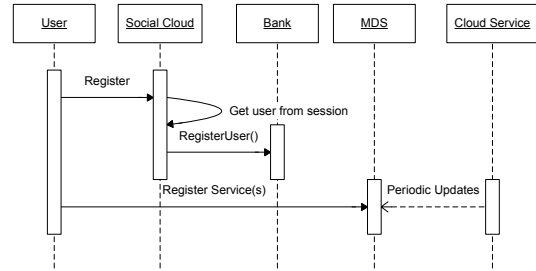 User
Social Cloud
Bank
MDS
Cloud Service
Register
Get user from session
RegisterUser()
Register Service(s)
Periodic Updates